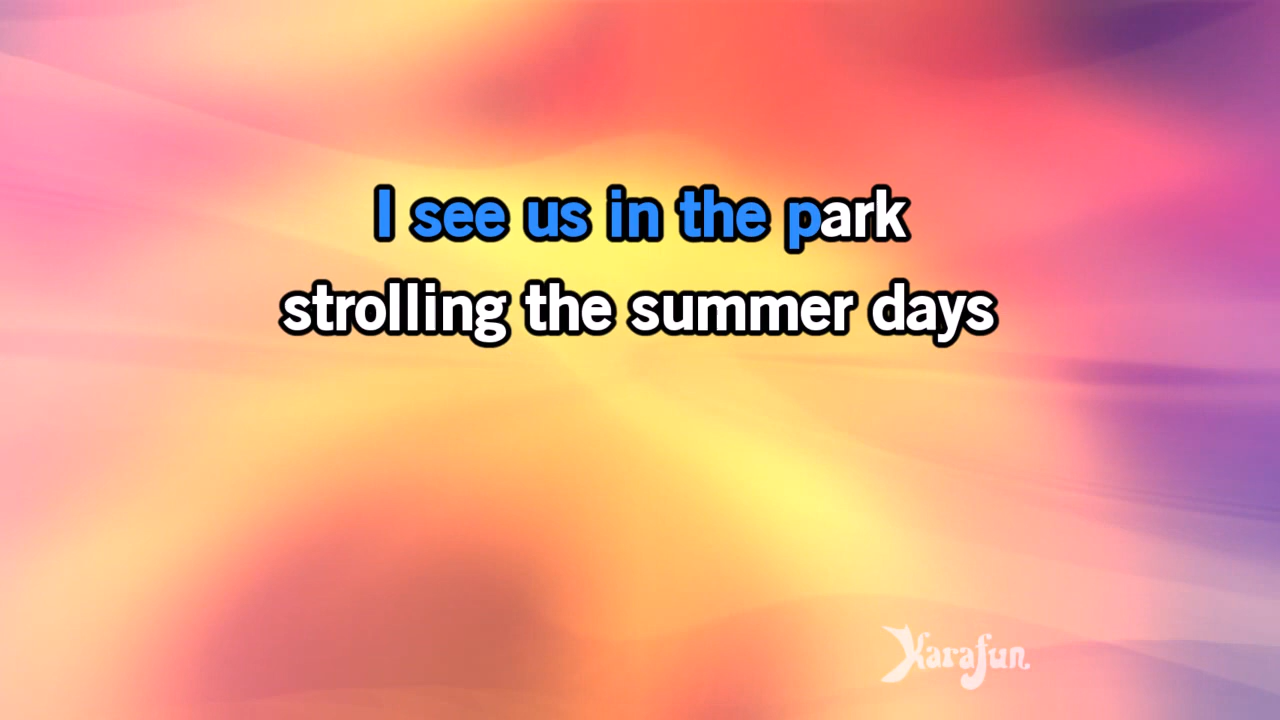 I see us in the park
strolling the summer days
Karafun